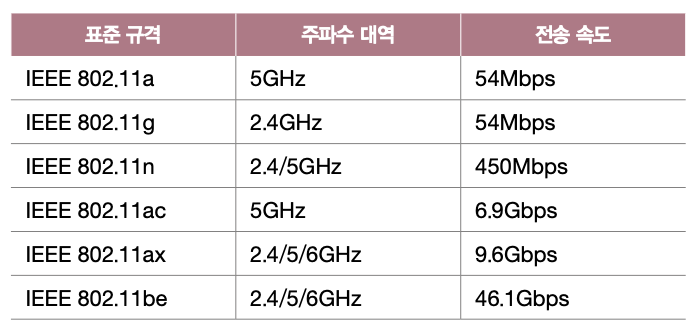 표준 규격 주파수 대역 전송 속도
IEEE 802.11a 5GHz 54Mbps
IEEE 802.11g 2.4GHz 54Mbps
IEEE 802.11n 2.4/5GHz 450Mbps
IEEE 802.11ac 5GHz 6.9Gbps
IEEE 802.11ax 2.4/5/6GHz 9.6Gbps
IEEE 802.11be 2.4/5/6GHz 46.1Gbps